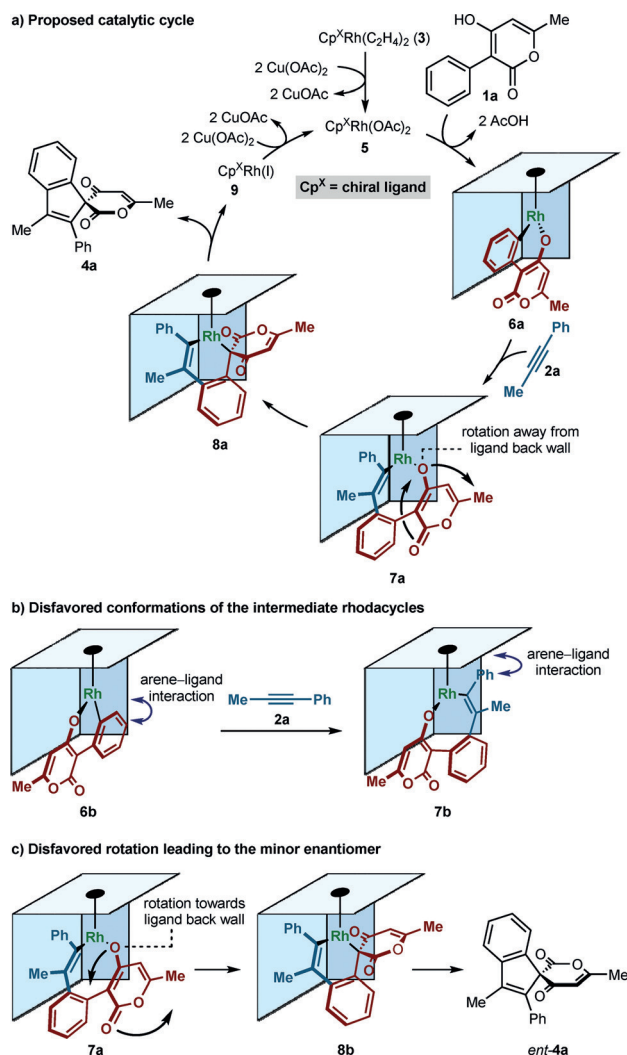 a) Proposed catalytic cycle
CpᵡRh(C₂H₄)₂ (3)
HO
Me
O
O
1a
2 Cu(OAc)₂
2 CuOAc
2 CuOAc
2 Cu(OAc)₂
CpᵡRh(OAc)₂
5
2 AcOH
CpᵡRh(I)
9
Cpᵡ = chiral ligand
O
O
O
Me
Me
Ph
4a
Rh
O
O
O
Me
6a
Ph
Me
2a
Ph
Rh
O
O
Me
Me
O
8a
rotation away from
ligand back wall
Ph
Rh
O
Me
Me
O
O
7a
b) Disfavored conformations of the intermediate rhodacycles
Rh
arene–ligand
interaction
O
Me
O
O
6b
Me
Ph
2a
Ph
arene–ligand
interaction
Rh
Me
O
Me
O
O
7b
c) Disfavored rotation leading to the minor enantiomer
rotation towards
ligand back wall
Ph
Rh
O
Me
Me
O
O
7a
Ph
Rh
O
Me
Me
O
O
8b
O
O
O
Me
Me
Ph
ent-4a